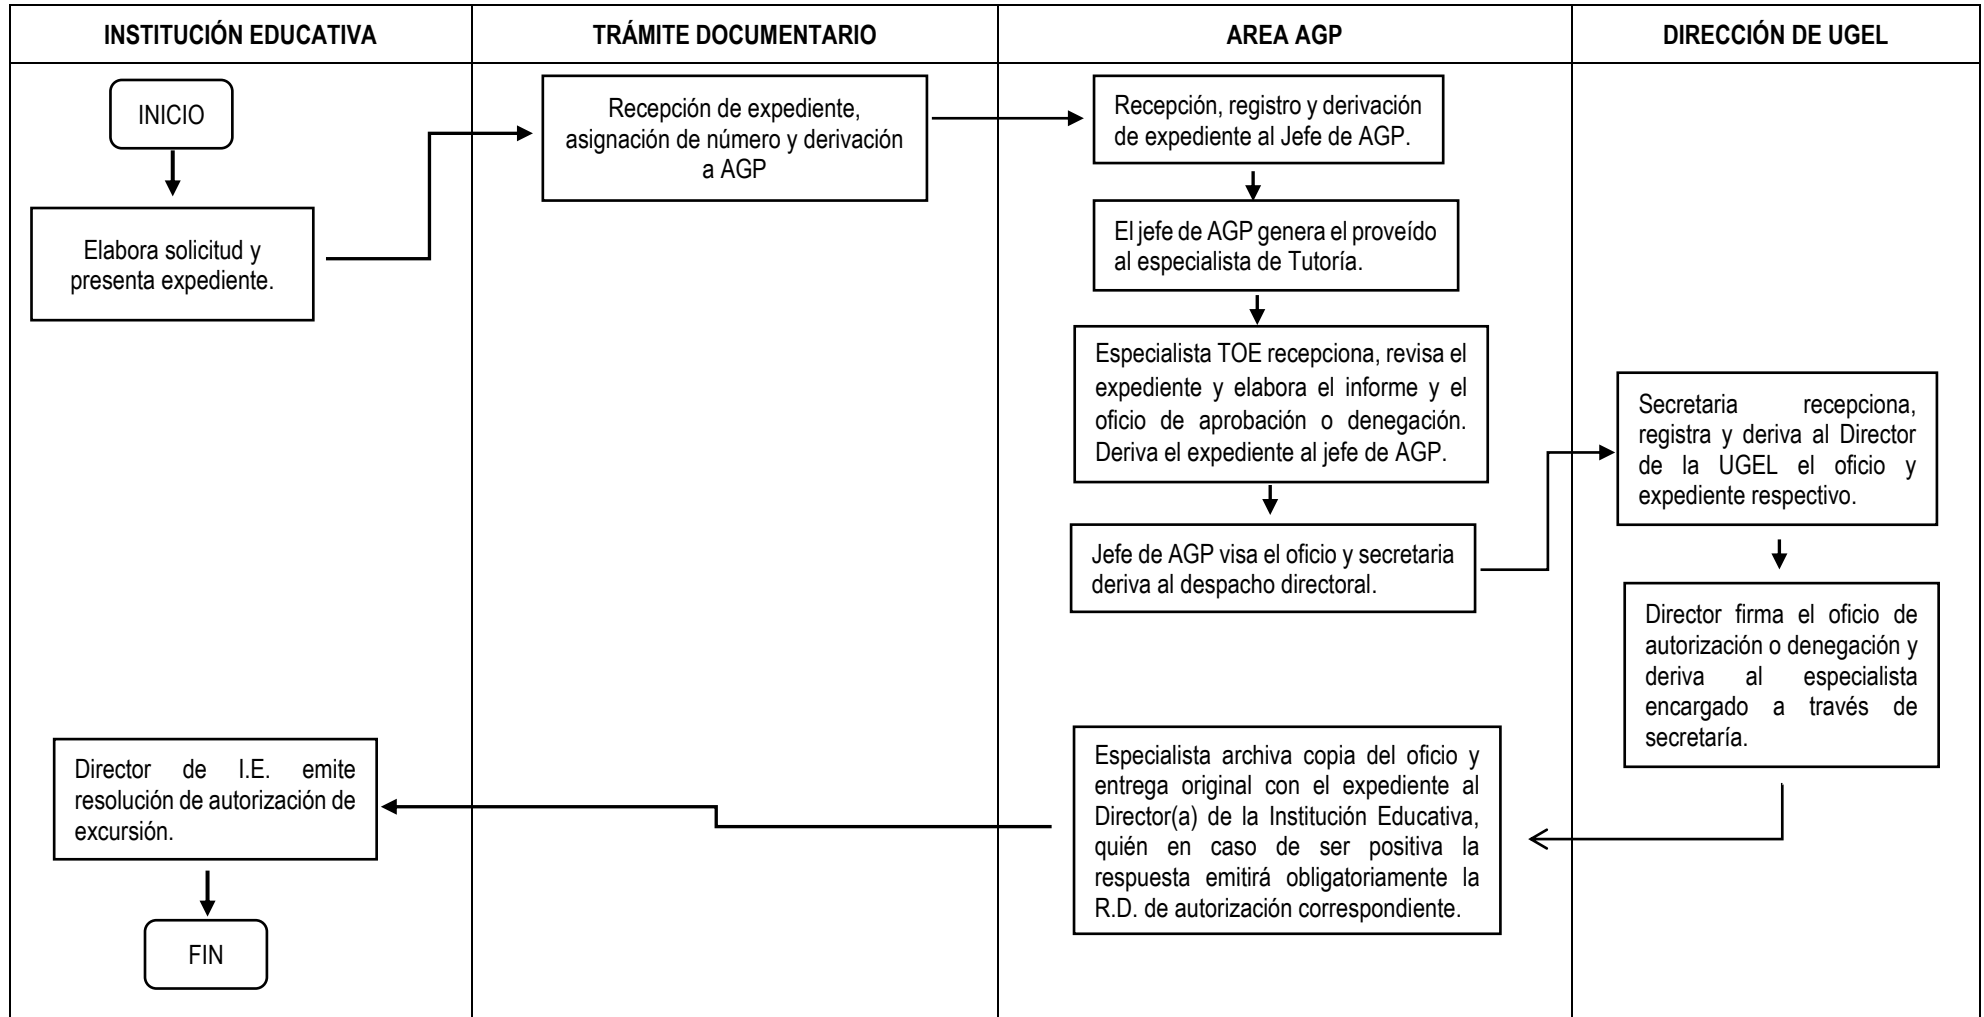 INSTITUCIÓN EDUCATIVA
TRÁMITE DOCUMENTARIO
AREA AGP
DIRECCIÓN DE UGEL
INICIO
Elabora solicitud y
presenta expediente.
Recepción de expediente,
asignación de número y derivación
a AGP
Recepción, registro y derivación
de expediente al Jefe de AGP.
El jefe de AGP genera el proveído
al especialista de Tutoría.
Especialista TOE recepciona, revisa el
expediente y elabora el informe y el
oficio de aprobación o denegación.
Deriva el expediente al jefe de AGP.
Jefe de AGP visa el oficio y secretaria
deriva al despacho directoral.
Secretaria recepciona,
registra y deriva al Director
de la UGEL el oficio y
expediente respectivo.
Director firma el oficio de
autorización o denegación y
deriva al especialista
encargado a través de
secretaría.
Especialista archiva copia del oficio y
entrega original con el expediente al
Director(a) de la Institución Educativa,
quién en caso de ser positiva la
respuesta emitirá obligatoriamente la
R.D. de autorización correspondiente.
Director de I.E. emite
resolución de autorización de
excursión.
FIN